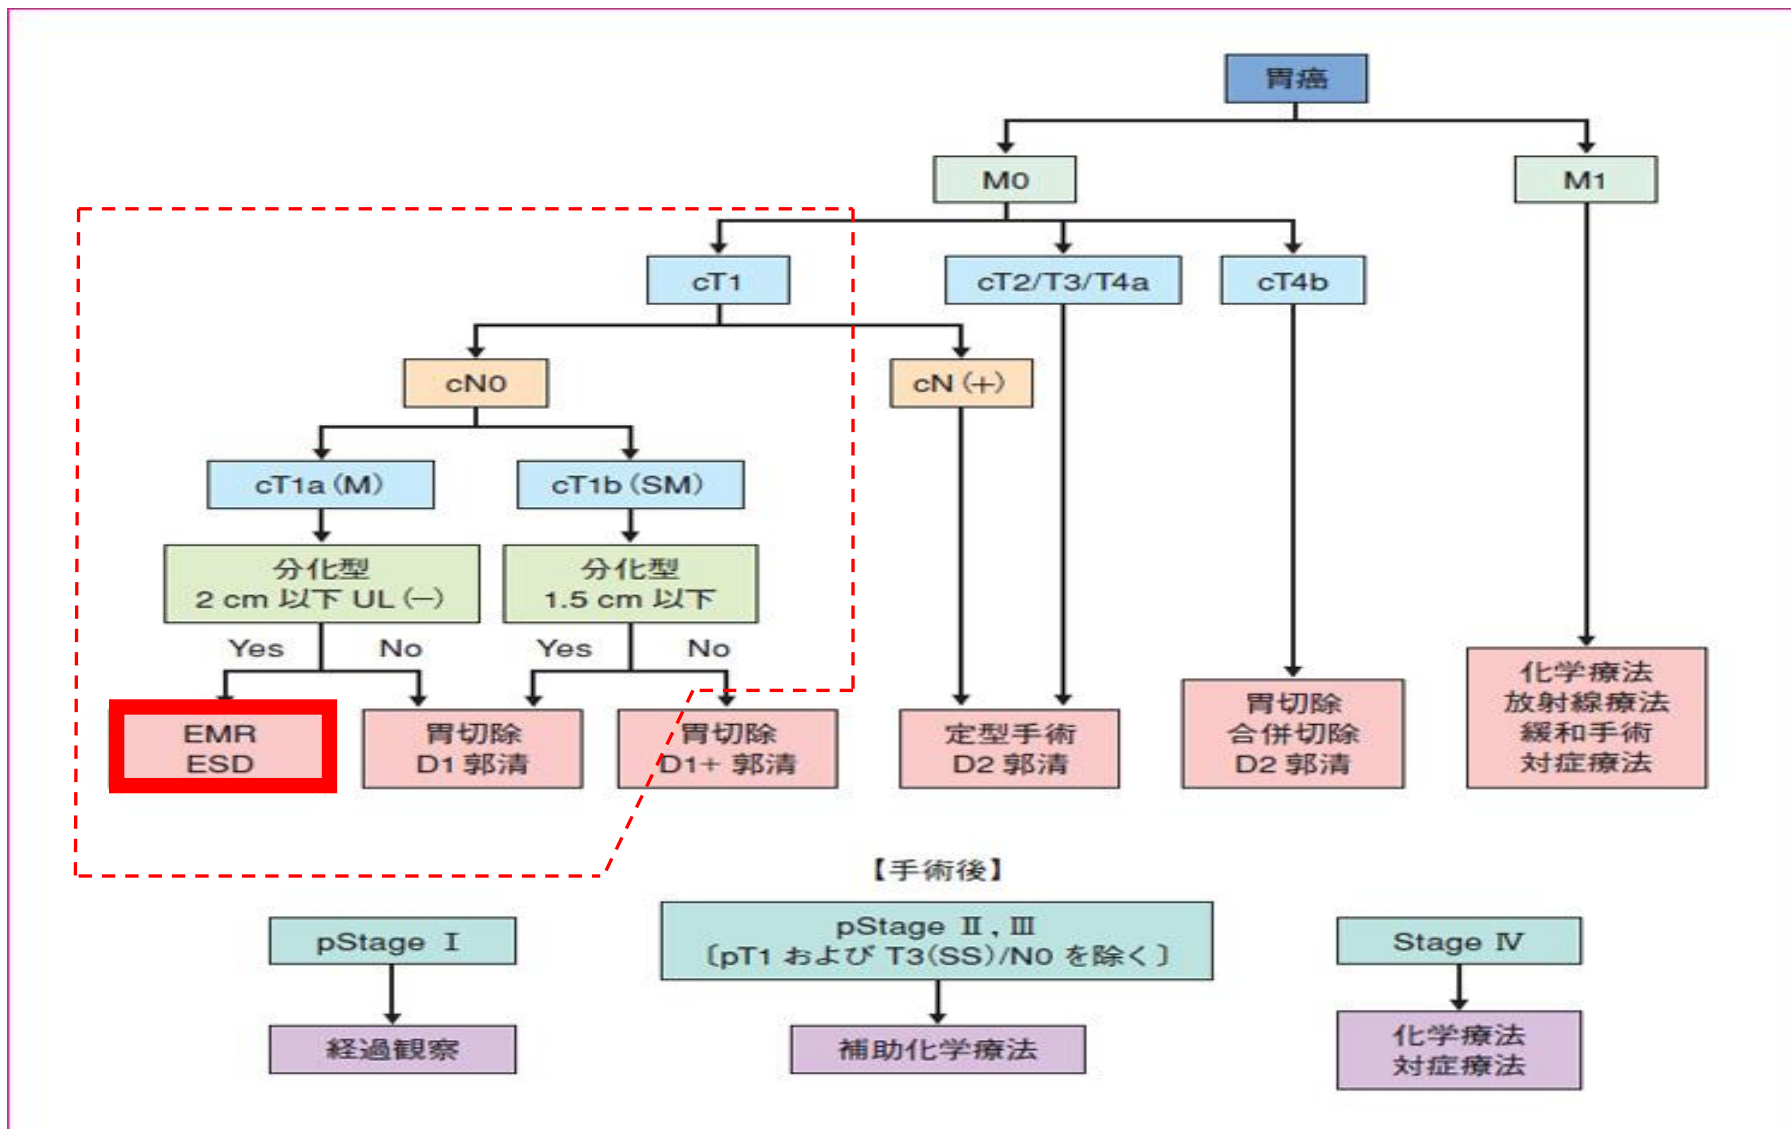 胃癌
M0
M1
cT1
cT2/T3/T4a
cT4b
cN0
cN(+)
cT1a(M)
cT1b(SM)
分化型
2 cm 以下 UL(−)
分化型
1.5 cm 以下
Yes
No
Yes
No
EMR
ESD
胃切除
D1 郭清
胃切除
D1+ 郭清
定型手術
D2 郭清
胃切除
合併切除
D2 郭清
化学療法
放射線療法
緩和手術
対症療法
【手術後】
pStage Ⅰ
pStage Ⅱ, Ⅲ
〔pT1 および T3(SS)/N0 を除く〕
Stage Ⅳ
経過観察
補助化学療法
化学療法
対症療法